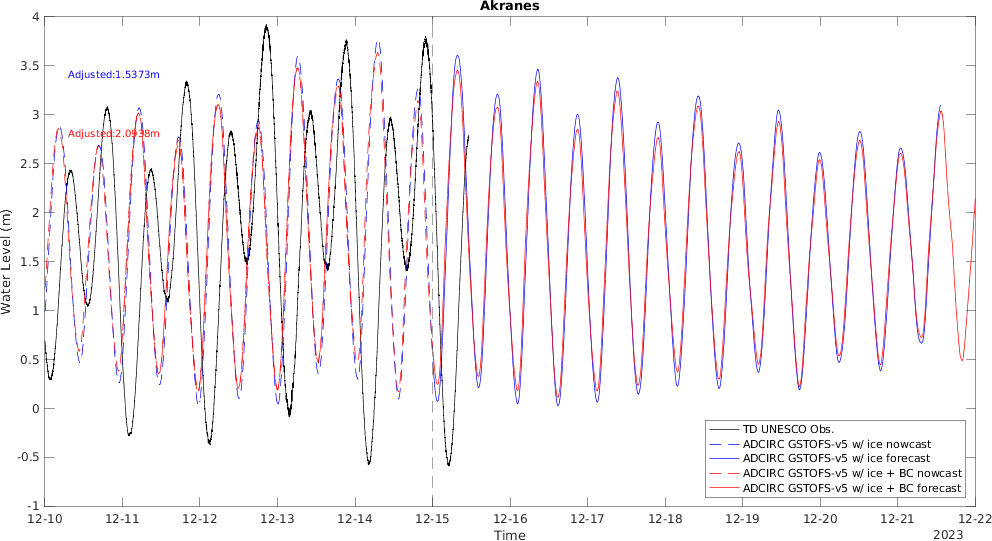 Akranes
4
3.5
3
2.5
2
1.5
1
0.5
0
-0.5
-1
Water Level (m)
Adjusted:1.5373m
Adjusted:2.0938m
TD UNESCO Obs.
ADCIRC GSTOFS-v5 w/ ice nowcast
ADCIRC GSTOFS-v5 w/ ice forecast
ADCIRC GSTOFS-v5 w/ ice + BC nowcast
ADCIRC GSTOFS-v5 w/ ice + BC forecast
12-10 12-11 12-12 12-13 12-14 12-15 12-16 12-17 12-18 12-19 12-20 12-21 12-22
Time
2023